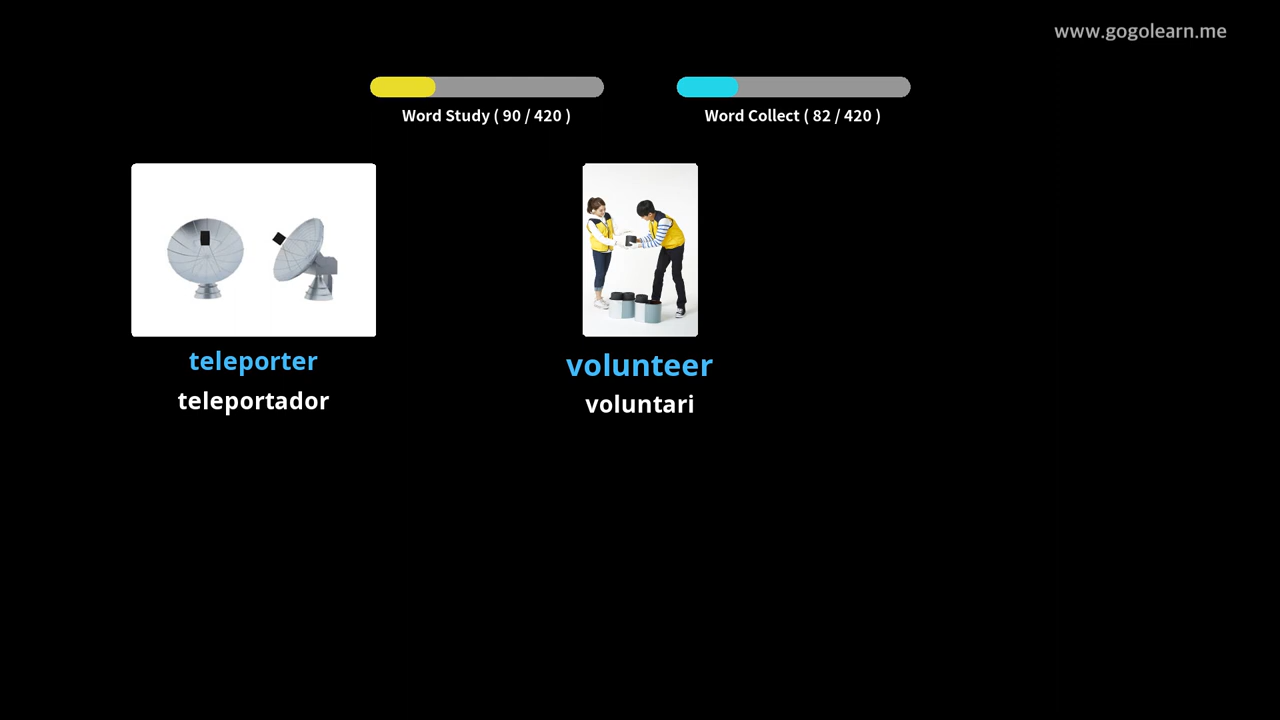 www.gogolearn.me
Word Study ( 90 / 420 )
Word Collect ( 82 / 420 )
teleporter
teleportador
volunteer
voluntari